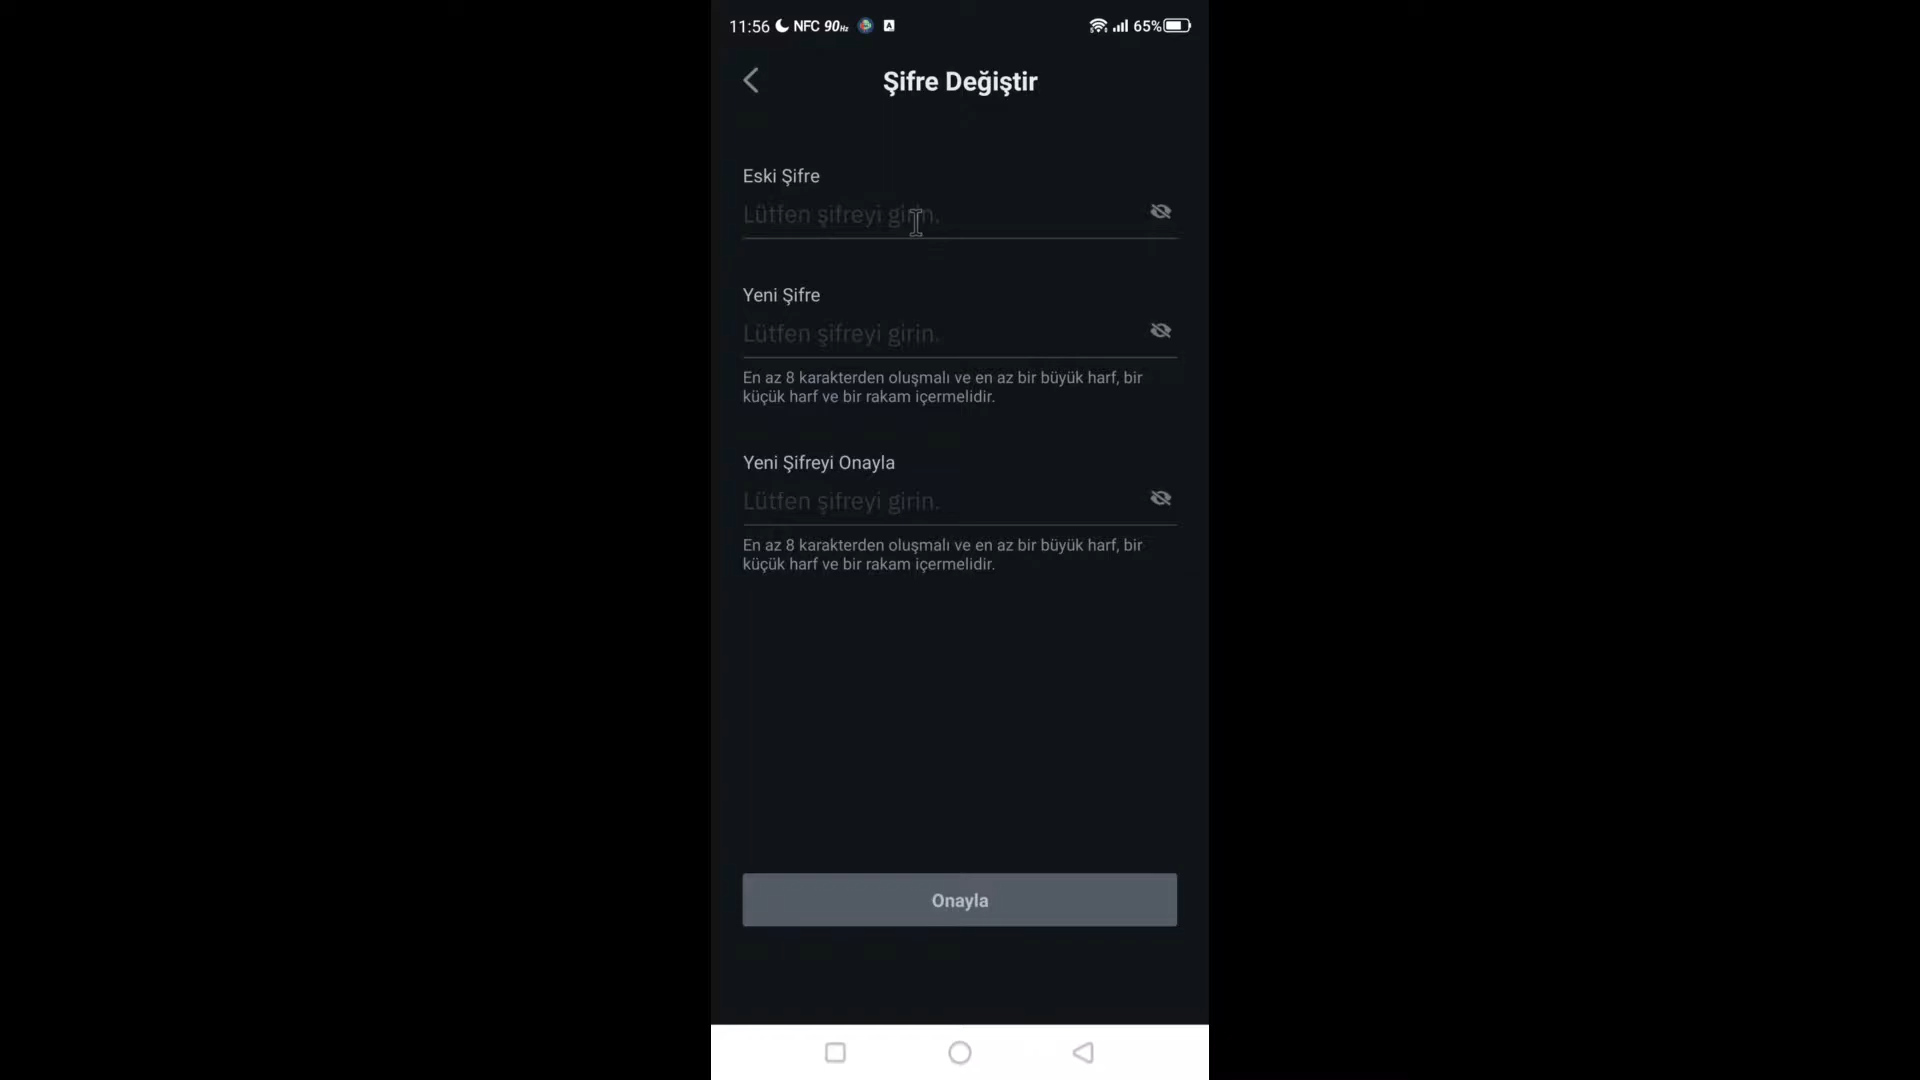 11:56 NFC 90Hz A 65%
Şifre Değiştir
Eski Şifre
Lütfen şifreyi girin.
Yeni Şifre
Lütfen şifreyi girin.
En az 8 karakterden oluşmalı ve en az bir büyük harf, bir
küçük harf ve bir rakam içermelidir.
Yeni Şifreyi Onayla
Lütfen şifreyi girin.
En az 8 karakterden oluşmalı ve en az bir büyük harf, bir
küçük harf ve bir rakam içermelidir.
Onayla